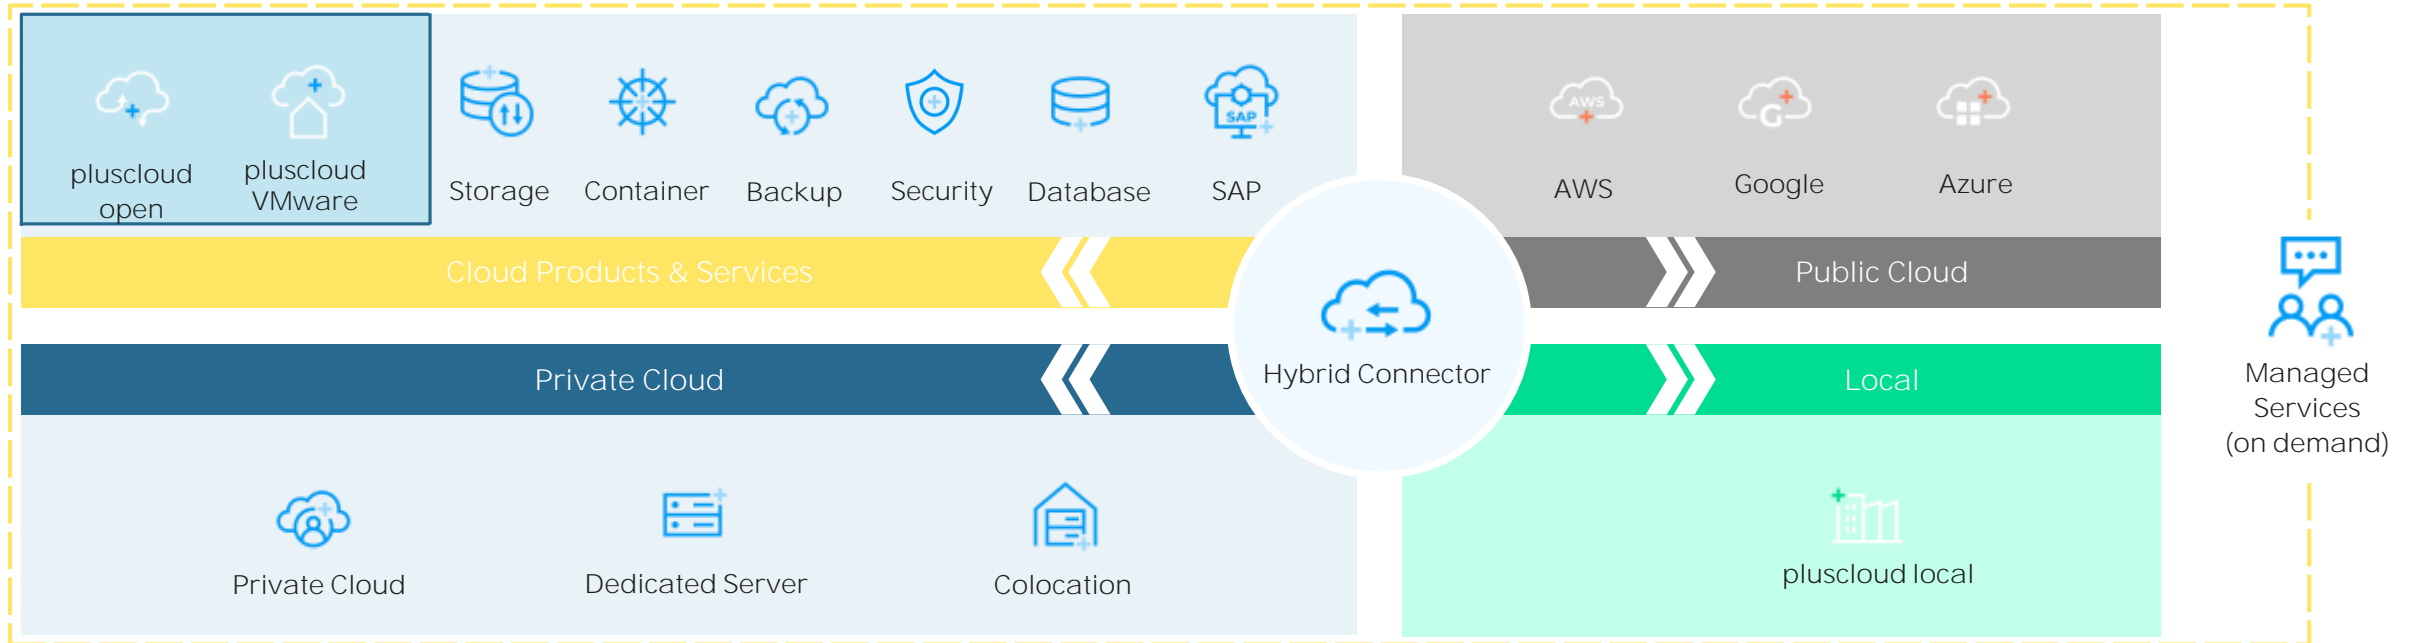 pluscloud
open
pluscloud
VMware
Storage
Container
Backup
Security
Database
SAP
SAP
AWS
AWS
G
Google
Azure
Cloud Products & Services
Public Cloud
Hybrid Connector
Private Cloud
Local
Managed
Services
(on demand)
Private Cloud
Dedicated Server
Colocation
pluscloud local